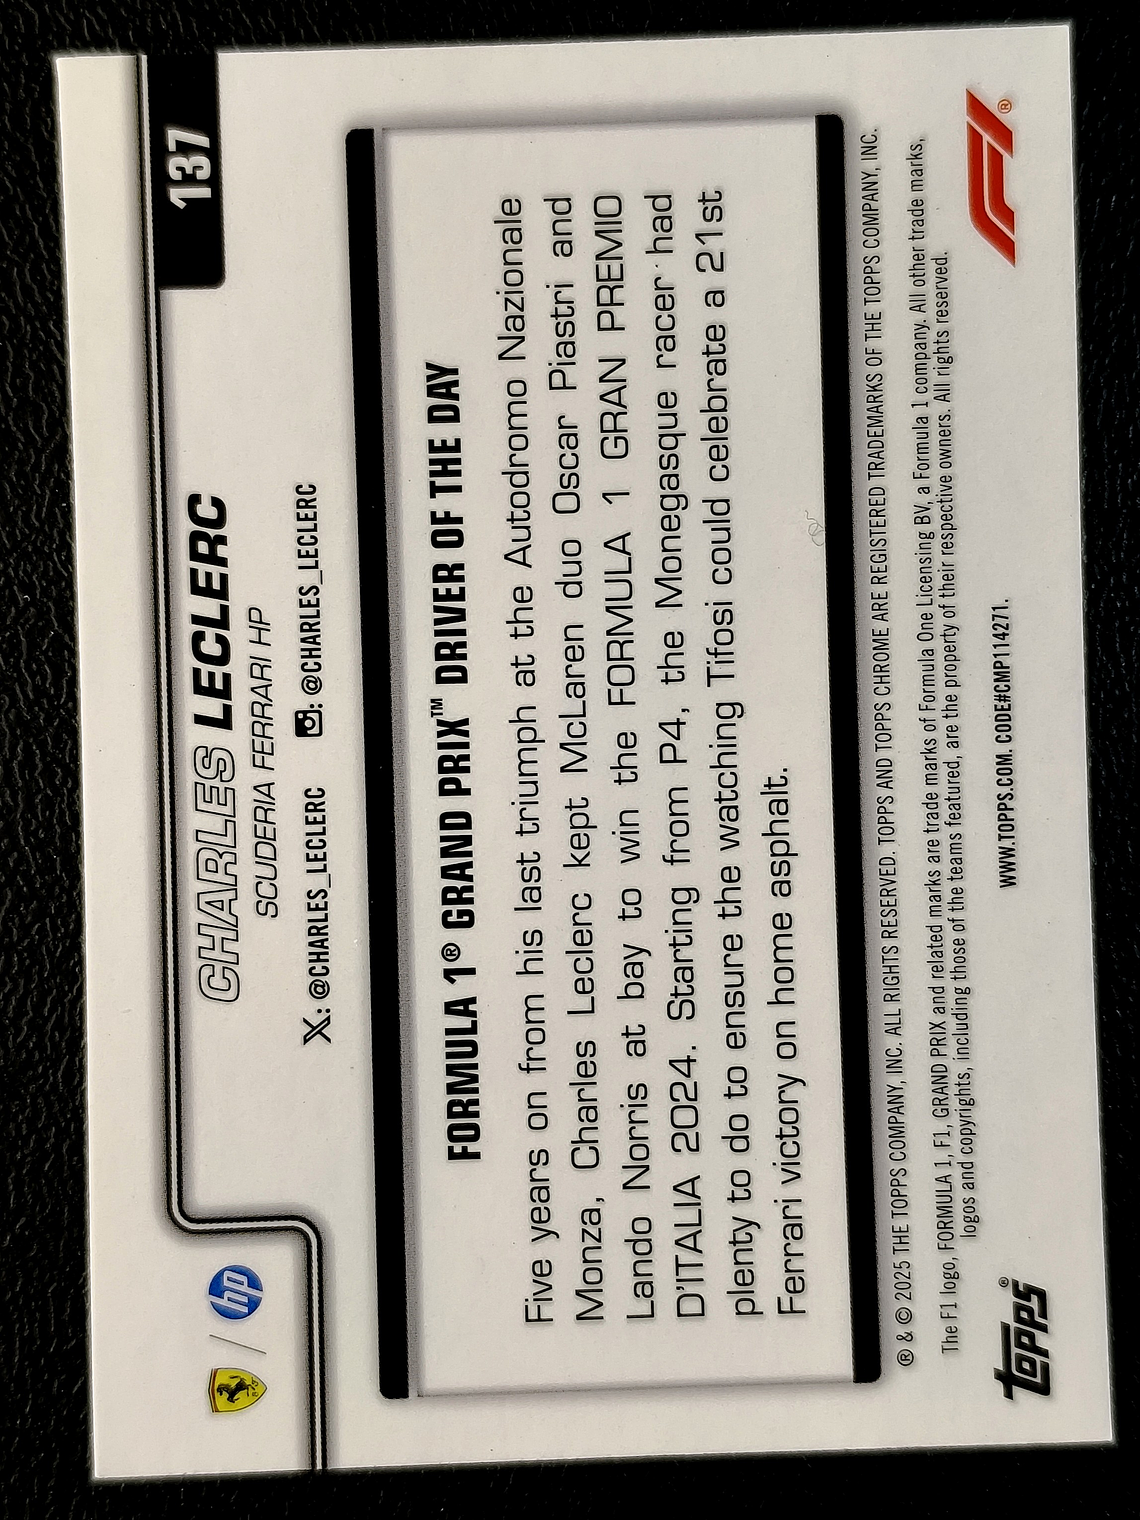 137
CHARLES LECLERC
SCUDERIA FERRARI HP
X: @CHARLES_LECLERC : @CHARLES_LECLERC
hp
FORMULA 1® GRAND PRIX™ DRIVER OF THE DAY
Five years on from his last triumph at the Autodromo Nazionale
Monza, Charles Leclerc kept McLaren duo Oscar Piastri and
Lando Norris at bay to win the FORMULA 1 GRAN PREMIO
D'ITALIA 2024. Starting from P4, the Monegasque racer had
plenty to do to ensure the watching Tifosi could celebrate a 21st
Ferrari victory on home asphalt.
® & © 2025 THE TOPPS COMPANY, INC. ALL RIGHTS RESERVED. TOPPS AND TOPPS CHROME ARE REGISTERED TRADEMARKS OF THE TOPPS COMPANY, INC.
The F1 logo, FORMULA 1, F1, GRAND PRIX and related marks are trade marks of Formula One Licensing BV, a Formula 1 company. All other trade marks,
logos and copyrights, including those of the teams featured, are the property of their respective owners. All rights reserved.
topps®
WWW.TOPPS.COM. CODE#CMP114271.
F1®